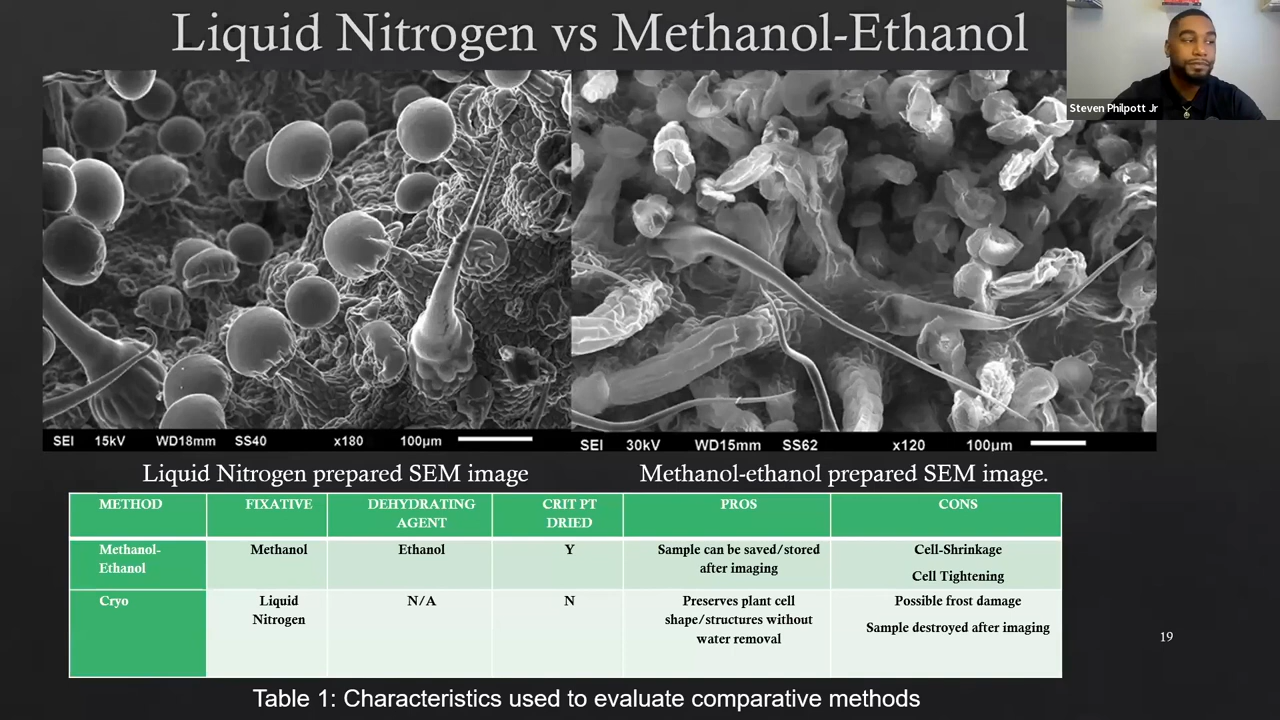 Liquid Nitrogen vs Methanol-Ethanol
Steven Philpott Jr
SEI 15kV WD18mm SS40 x180 100µm
SEI 30kV WD15mm SS62 x120 100µm
Liquid Nitrogen prepared SEM image
Methanol-ethanol prepared SEM image.
METHOD FIXATIVE DEHYDRATING AGENT CRIT PT DRIED PROS CONS
Methanol-Ethanol Methanol Ethanol Y Sample can be saved/stored after imaging Cell-Shrinkage Cell Tightening
Cryo Liquid Nitrogen N/A N Preserves plant cell shape/structures without water removal Possible frost damage Sample destroyed after imaging
19
Table 1: Characteristics used to evaluate comparative methods